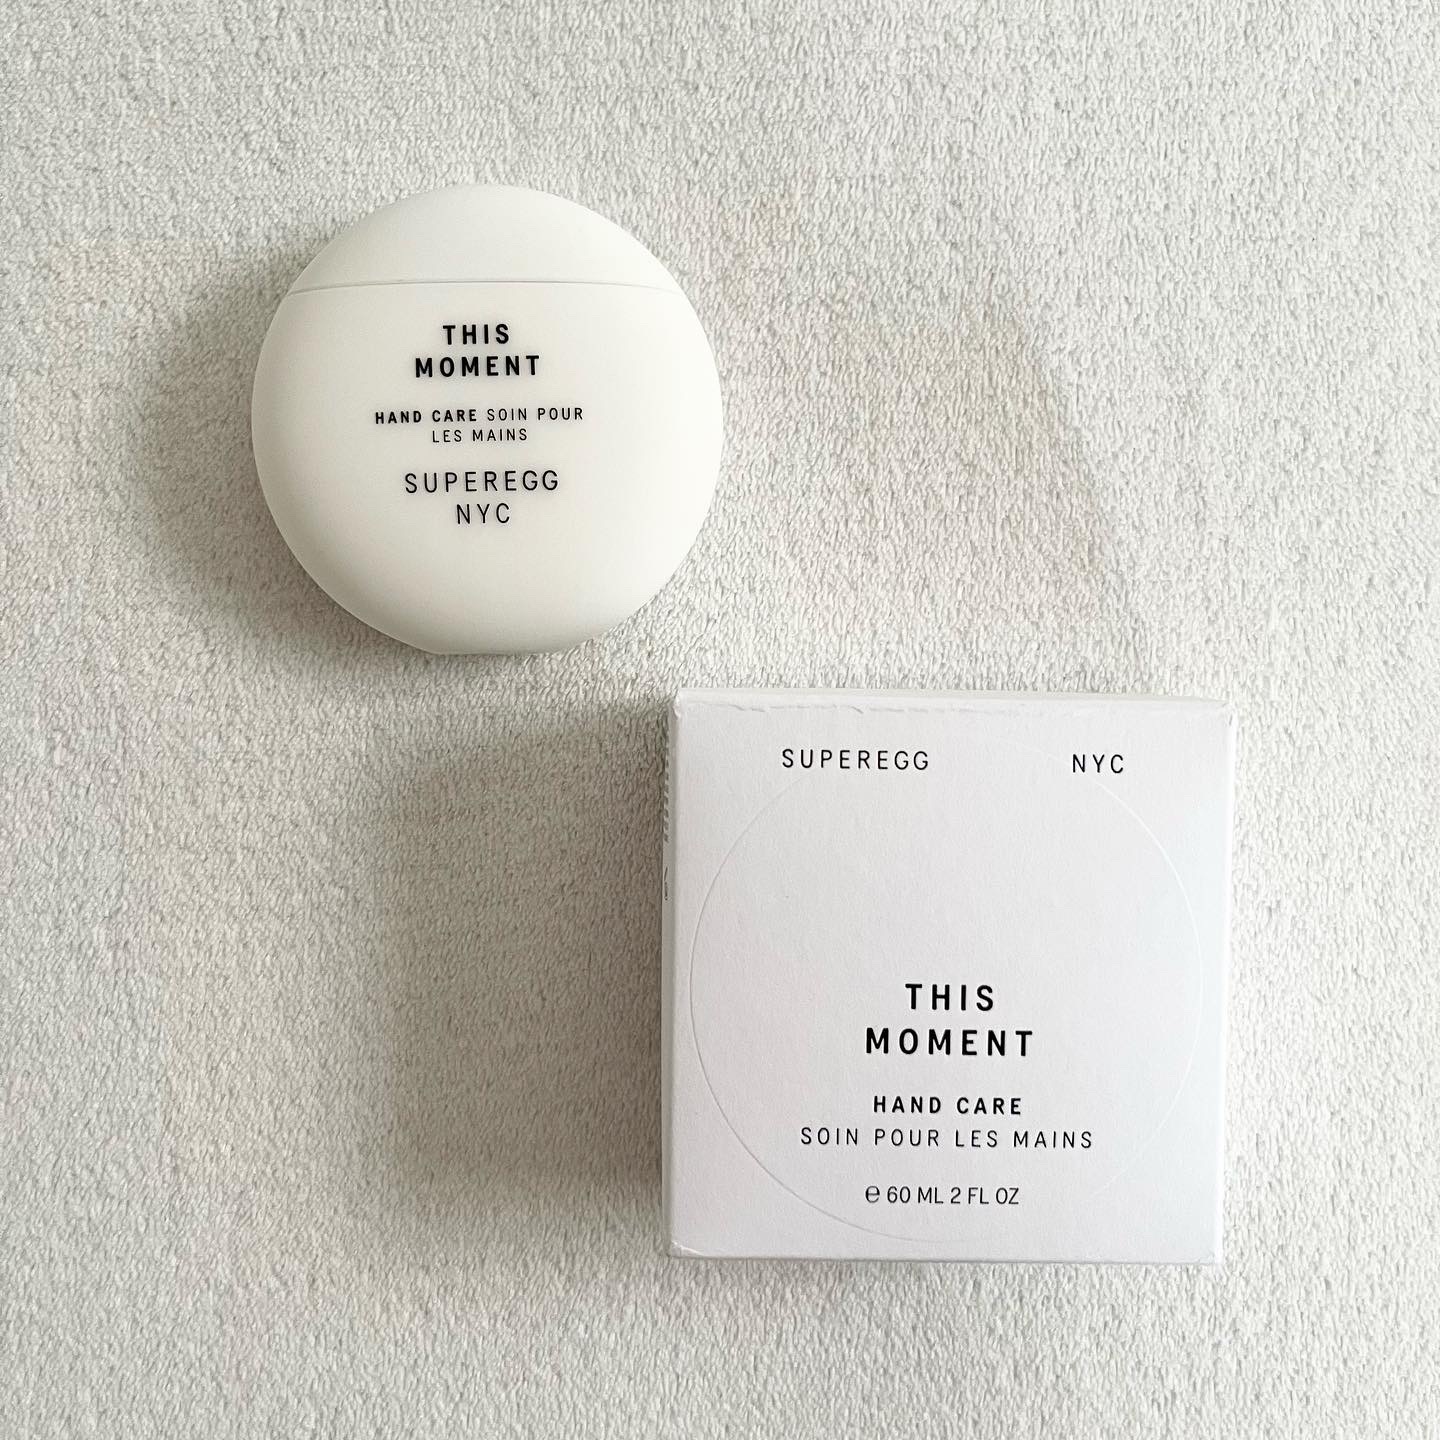 THIS
MOMENT
HAND CARE SOIN POUR
LES MAINS
SUPEREGG
NYC
SUPEREGG NYC
THIS
MOMENT
HAND CARE
SOIN POUR LES MAINS
℮ 60 ML 2 FL OZ